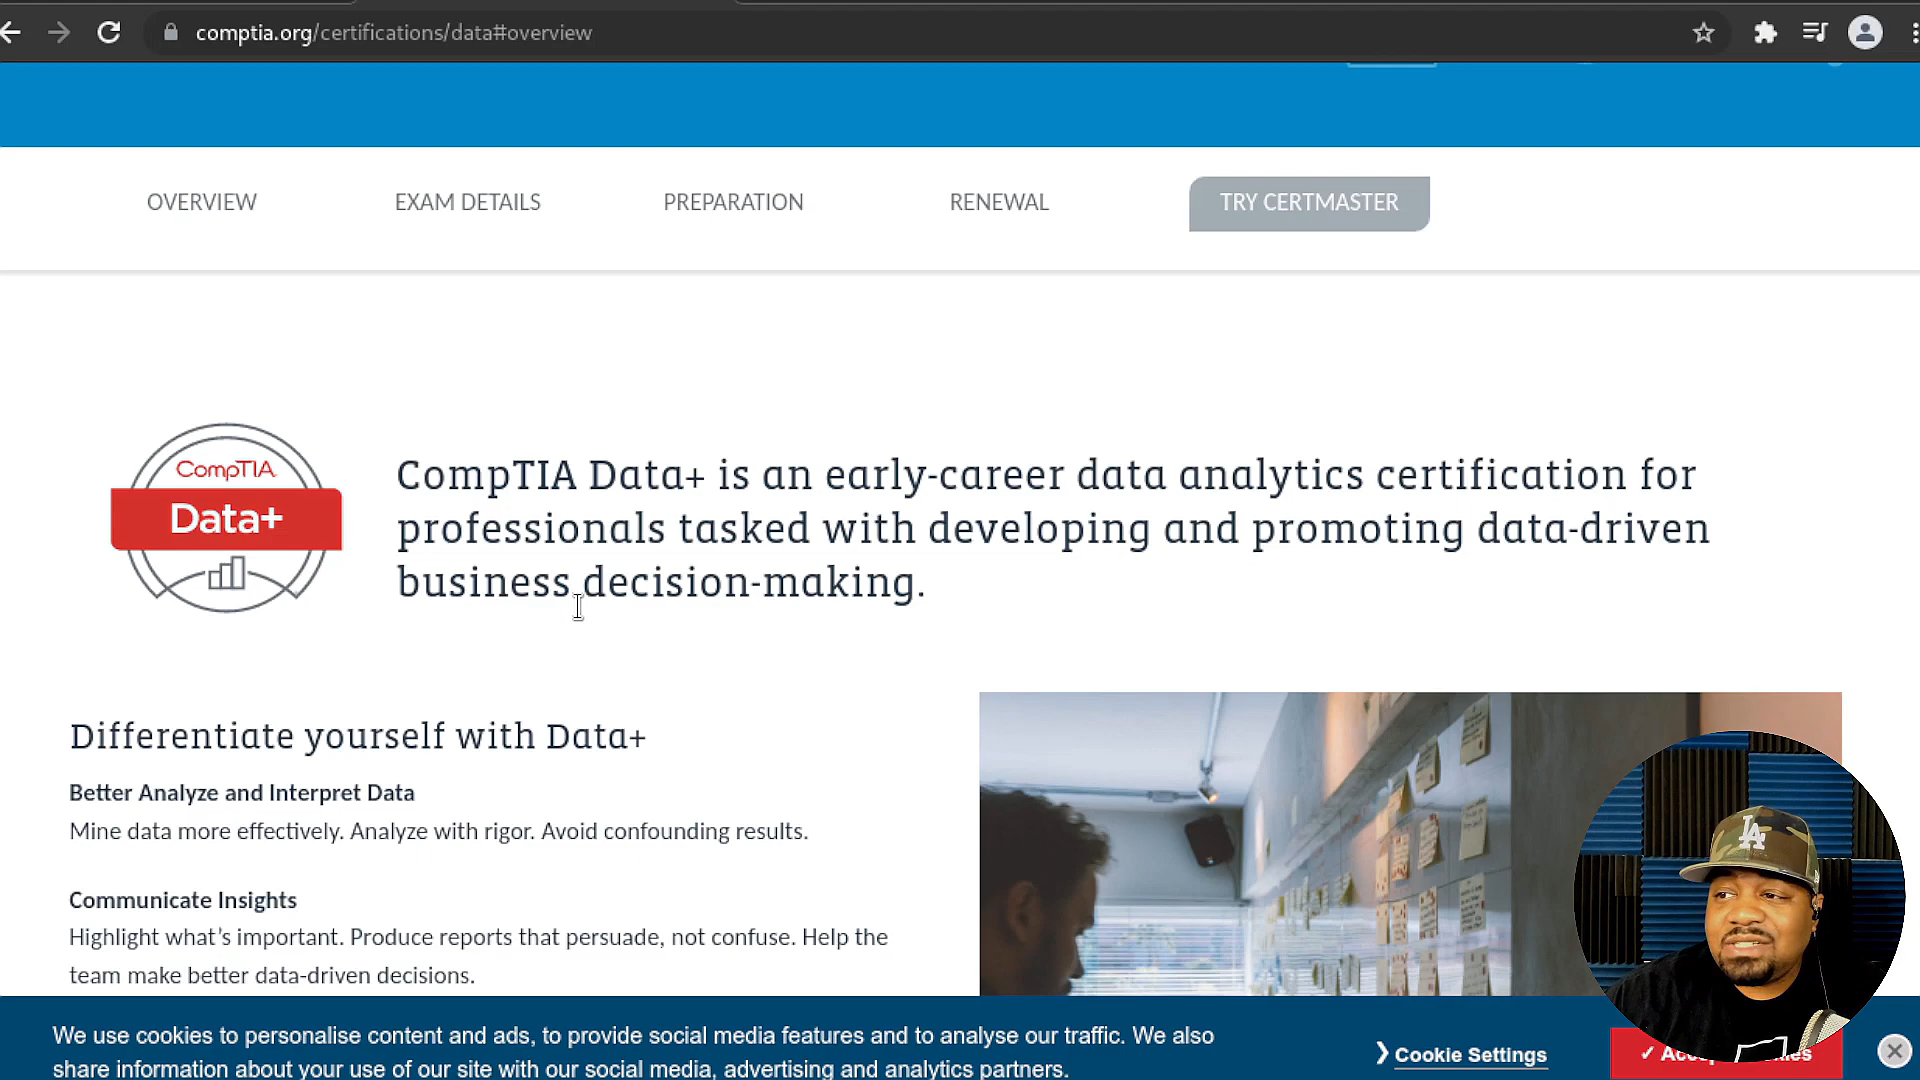 comptia.org/certifications/data#overview
OVERVIEW
EXAM DETAILS
PREPARATION
RENEWAL
TRY CERTMASTER
CompTIA
Data+
CompTIA Data+ is an early-career data analytics certification for
professionals tasked with developing and promoting data-driven
business decision-making.
Differentiate yourself with Data+
Better Analyze and Interpret Data
Mine data more effectively. Analyze with rigor. Avoid confounding results.
Communicate Insights
Highlight what's important. Produce reports that persuade, not confuse. Help the
team make better data-driven decisions.
LA
We use cookies to personalise content and ads, to provide social media features and to analyse our traffic. We also
share information about your use of our site with our social media, advertising and analytics partners.
❯ Cookie Settings